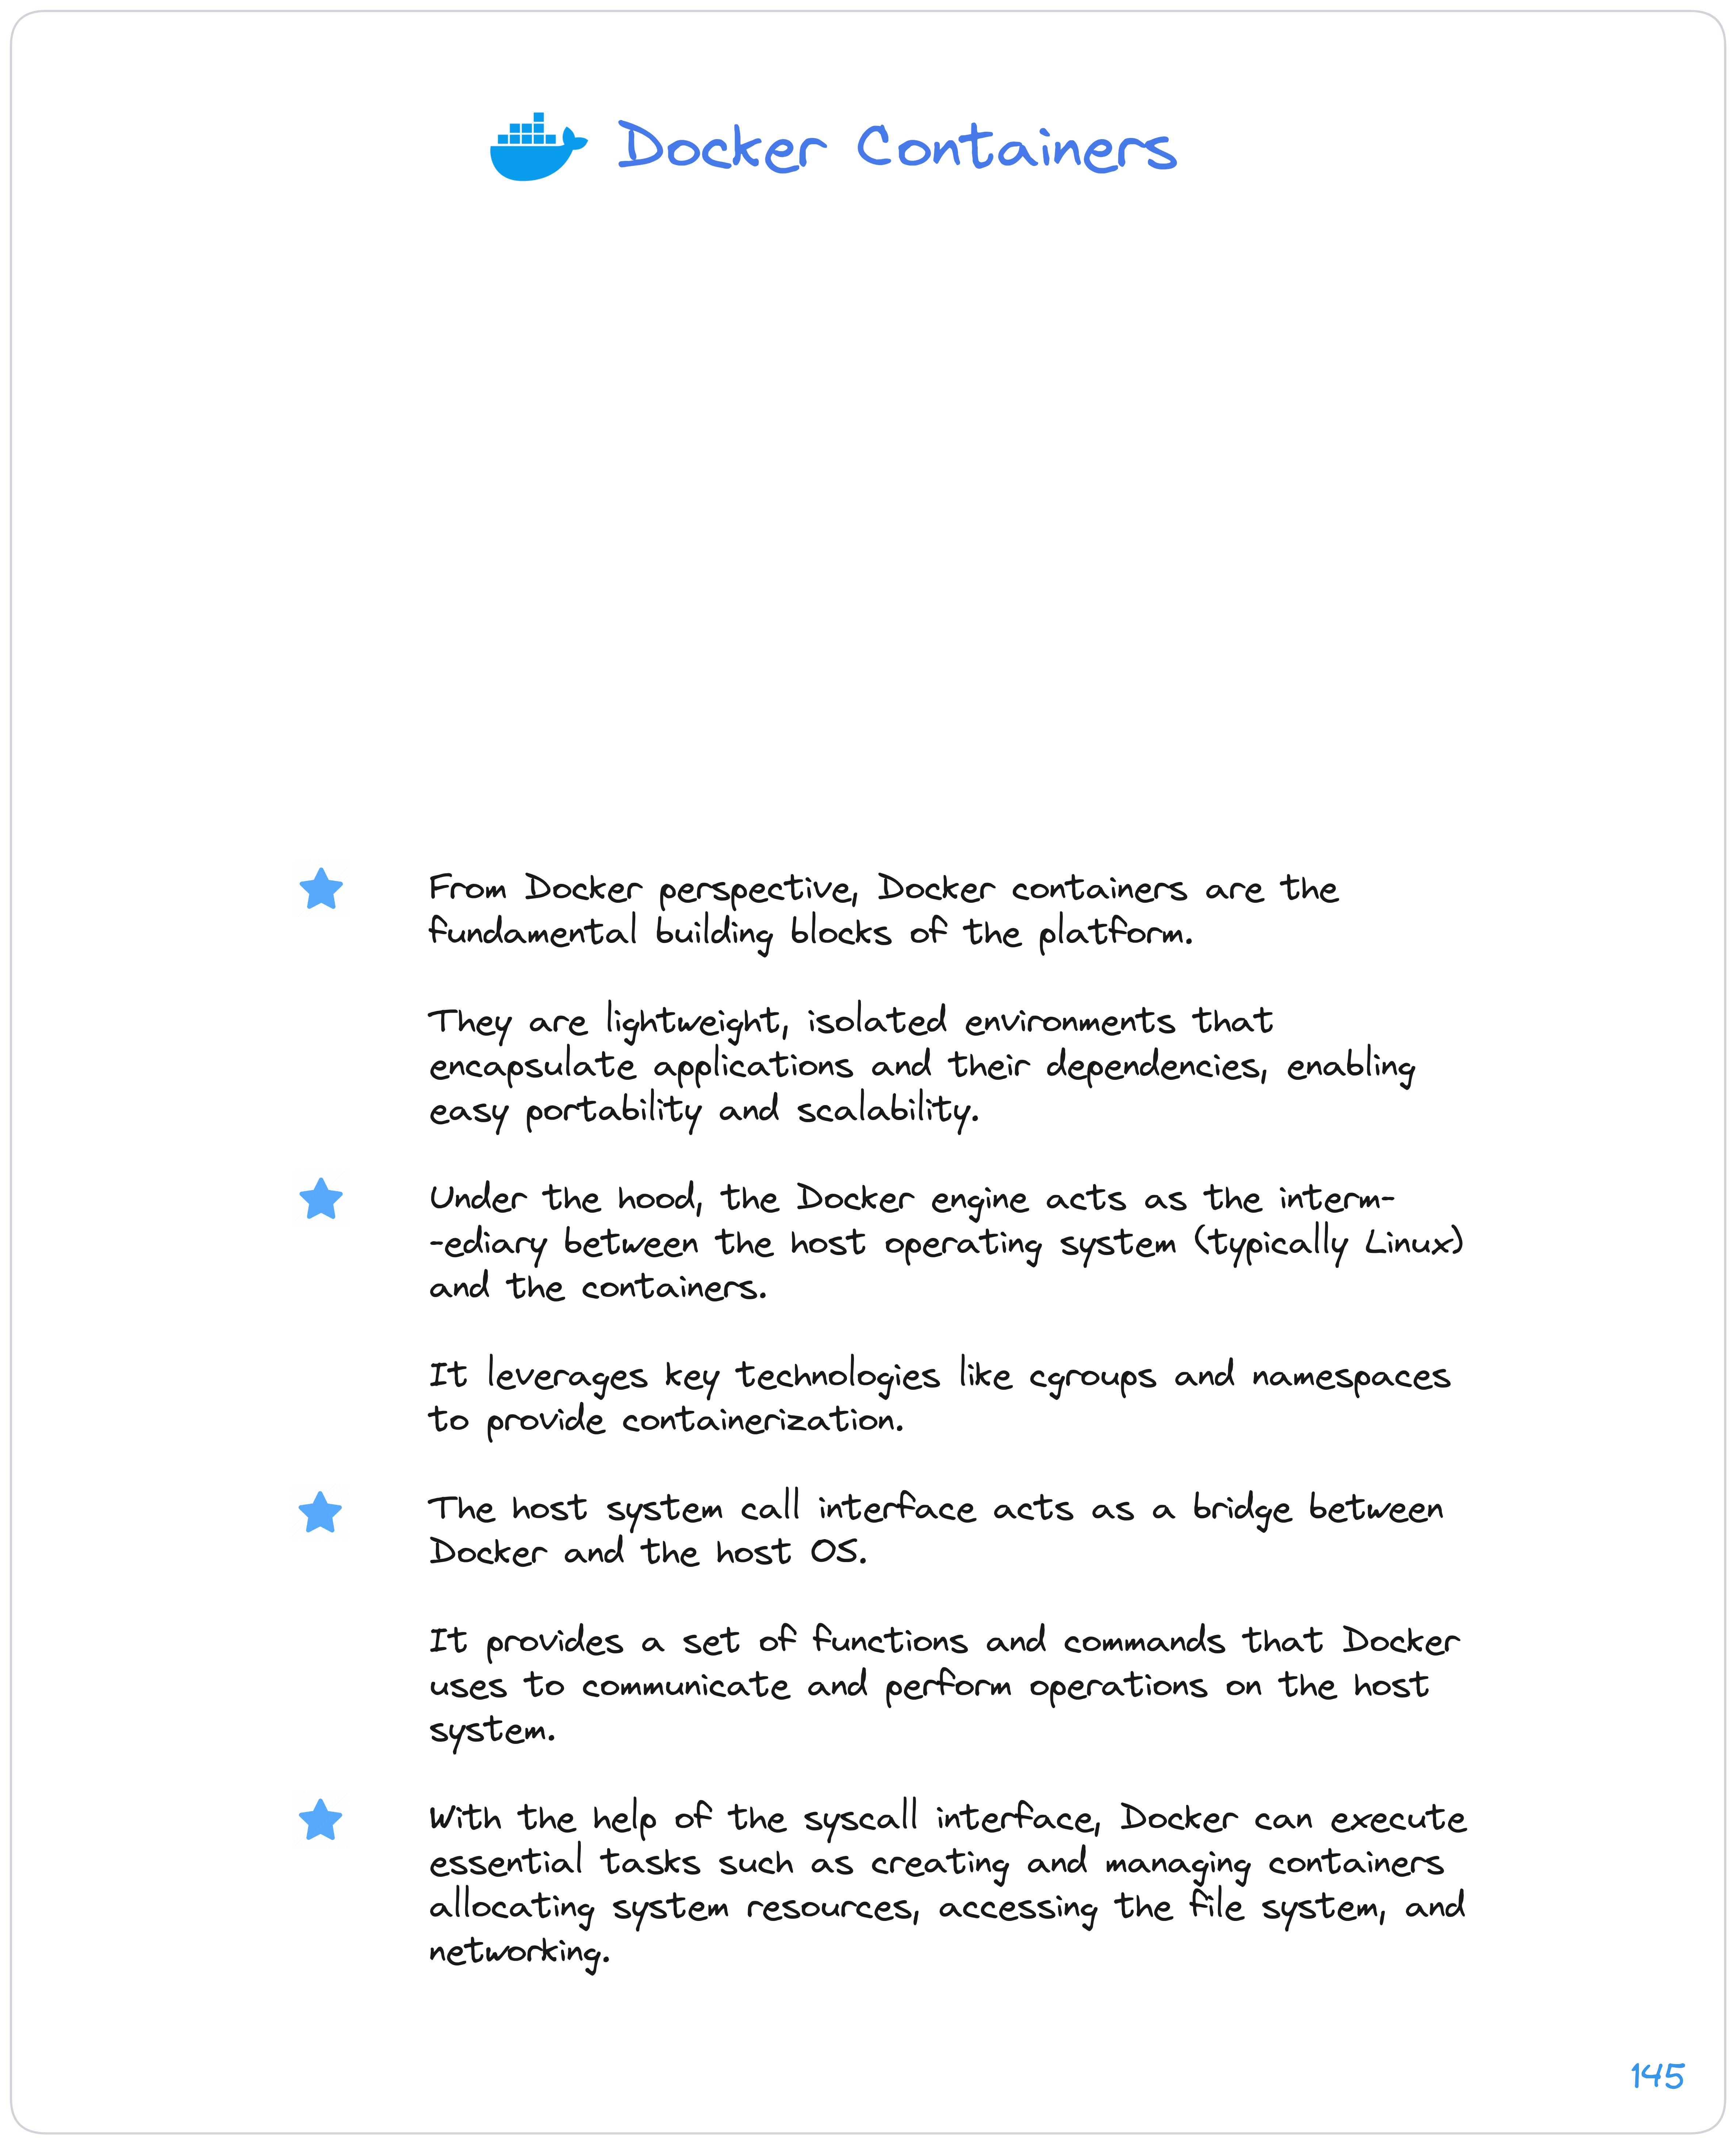 Docker Containers
From Docker perspective, Docker containers are the
fundamental building blocks of the platform.
They are lightweight, isolated environments that
encapsulate applications and their dependencies, enabling
easy portability and scalability.
Under the hood, the Docker engine acts as the interm-
-ediary between the host operating system (typically Linux)
and the containers.
It leverages key technologies like cgroups and namespaces
to provide containerization.
The host system call interface acts as a bridge between
Docker and the host OS.
It provides a set of functions and commands that Docker
uses to communicate and perform operations on the host
system.
With the help of the syscall interface, Docker can execute
essential tasks such as creating and managing containers
allocating system resources, accessing the file system, and
networking.
145